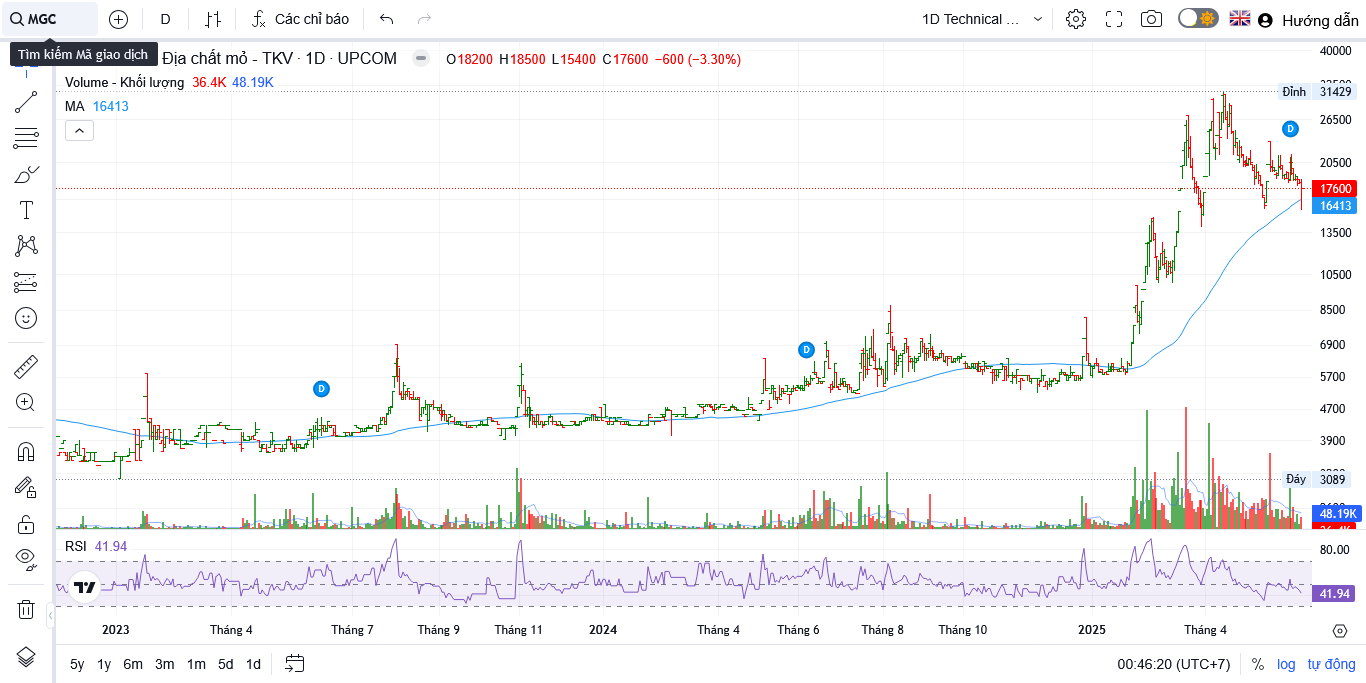 MGC
D
Các chỉ báo
1D Technical ...
Hướng dẫn
Tìm kiếm Mã giao dịch
Địa chất mỏ - TKV · 1D · UPCOM
O18200 H18500 L15400 C17600 −600 (−3.30%)
Volume - Khối lượng 36.4K 48.19K
MA 16413
40000
Đỉnh 31429
26500
D
20500
17600
16413
13500
10500
8500
6900
D
5700
D
4700
3900
Đáy 3089
48.19K
RSI 41.94
80.00
41.94
2023 Tháng 4 Tháng 7 Tháng 9 Tháng 11 2024 Tháng 4 Tháng 6 Tháng 8 Tháng 10 2025 Tháng 4
5y 1y 6m 3m 1m 5d 1d
00:46:20 (UTC+7) % log tự động